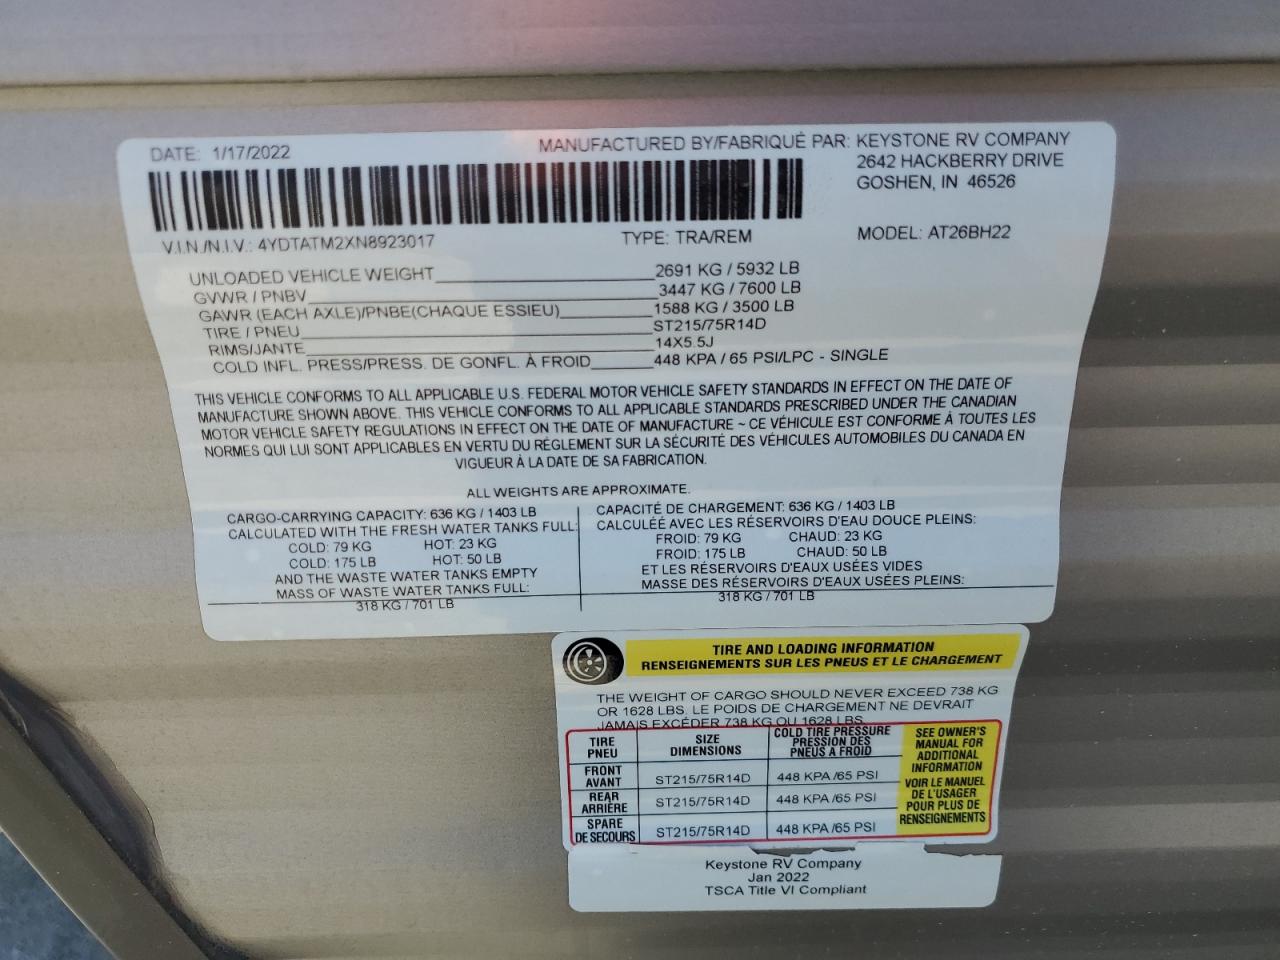 DATE: 1/17/2022
MANUFACTURED BY/FABRIQUÉ PAR: KEYSTONE RV COMPANY
2642 HACKBERRY DRIVE
GOSHEN, IN 46526
V.I.N./N.I.V.: 4YDTATM2XN8923017 TYPE: TRA/REM MODEL: AT26BH22
UNLOADED VEHICLE WEIGHT 2691 KG / 5932 LB
GVWR / PNBV 3447 KG / 7600 LB
GAWR (EACH AXLE)/PNBE(CHAQUE ESSIEU) 1588 KG / 3500 LB
TIRE / PNEU ST215/75R14D
RIMS/JANTE 14X5.5J
COLD INFL. PRESS/PRESS. DE GONFL. À FROID 448 KPA / 65 PSI/LPC - SINGLE
THIS VEHICLE CONFORMS TO ALL APPLICABLE U.S. FEDERAL MOTOR VEHICLE SAFETY STANDARDS IN EFFECT ON THE DATE OF
MANUFACTURE SHOWN ABOVE. THIS VEHICLE CONFORMS TO ALL APPLICABLE STANDARDS PRESCRIBED UNDER THE CANADIAN
MOTOR VEHICLE SAFETY REGULATIONS IN EFFECT ON THE DATE OF MANUFACTURE ~ CE VÉHICULE EST CONFORME À TOUTES LES
NORMES QUI LUI SONT APPLICABLES EN VERTU DU RÉGLEMENT SUR LA SÉCURITÉ DES VÉHICULES AUTOMOBILES DU CANADA EN
VIGUEUR À LA DATE DE SA FABRICATION.
ALL WEIGHTS ARE APPROXIMATE.
CARGO-CARRYING CAPACITY: 636 KG / 1403 LB
CALCULATED WITH THE FRESH WATER TANKS FULL:
COLD: 79 KG HOT: 23 KG
COLD: 175 LB HOT: 50 LB
AND THE WASTE WATER TANKS EMPTY
MASS OF WASTE WATER TANKS FULL:
318 KG / 701 LB
CAPACITÉ DE CHARGEMENT: 636 KG / 1403 LB
CALCULÉE AVEC LES RÉSERVOIRS D'EAU DOUCE PLEINS:
FROID: 79 KG CHAUD: 23 KG
FROID: 175 LB CHAUD: 50 LB
ET LES RÉSERVOIRS D'EAUX USÉES VIDES
MASSE DES RÉSERVOIRS D'EAUX USÉES PLEINS:
318 KG / 701 LB
TIRE AND LOADING INFORMATION
RENSEIGNEMENTS SUR LES PNEUS ET LE CHARGEMENT
THE WEIGHT OF CARGO SHOULD NEVER EXCEED 738 KG
OR 1628 LBS. LE POIDS DE CHARGEMENT NE DEVRAIT
JAMAIS EXCÉDER 738 KG OU 1628 LBS.
TIRE
PNEU
SIZE
DIMENSIONS
COLD TIRE PRESSURE
PRESSION DES
PNEUS A FROID
FRONT
AVANT
ST215/75R14D 448 KPA /65 PSI
REAR
ARRIÈRE
ST215/75R14D 448 KPA /65 PSI
SPARE
DE SECOURS
ST215/75R14D 448 KPA /65 PSI
SEE OWNER'S
MANUAL FOR
ADDITIONAL
INFORMATION
VOIR LE MANUEL
DE L'USAGER
POUR PLUS DE
RENSEIGNEMENTS
Keystone RV Company
Jan 2022
TSCA Title VI Compliant